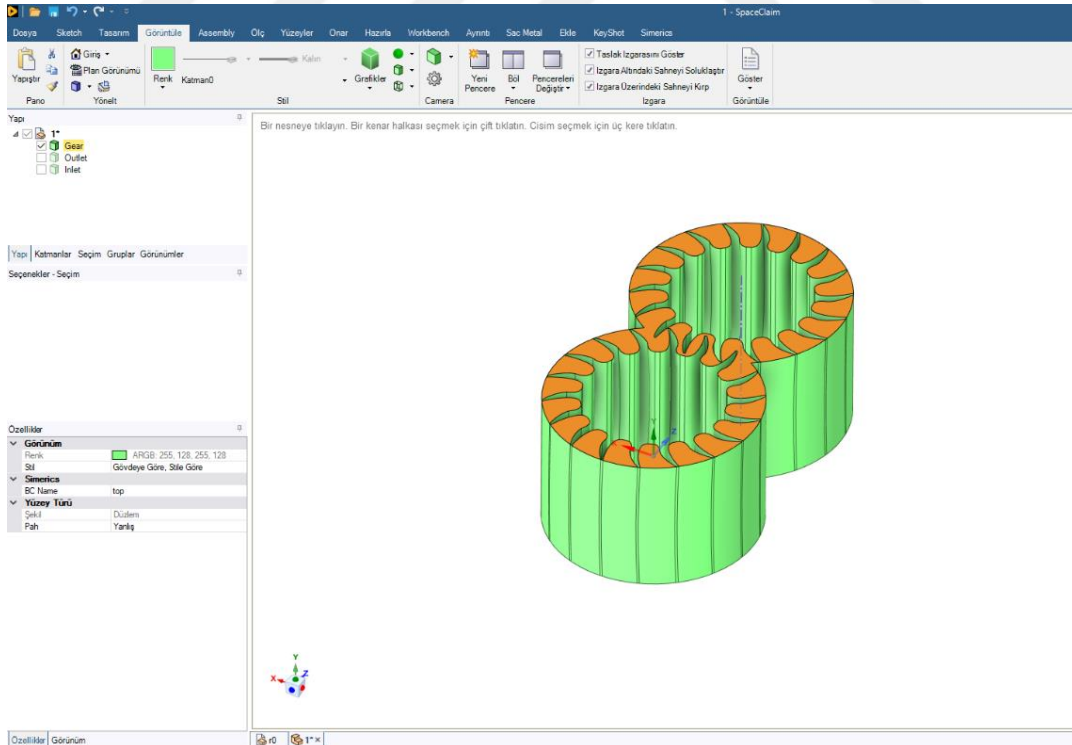 1 - SpaceClaim
Dosya Sketch Tasarım Görüntüle Assembly Ölç Yüzeyler Onar Hazırla Workbench Ayrıntı Sac Metal Ekle KeyShot Simerics
Yapıştır
Pano
Giriş
Plan Görünümü
Yönelt
Renk
Katman0
Kalın
Stil
Grafikler
Camera
Yeni Pencere
Böl
Pencereleri Değiştir
Pencere
Taslak Izgarasını Göster
Izgara Altındaki Sahneyi Soluklaştır
Izgara Üzerindeki Sahneyi Kırp
Izgara
Göster
Görüntüle
Yapı
1*
Gear
Outlet
Inlet
Yapı Katmanlar Seçim Gruplar Görünümler
Seçenekler - Seçim
Özellikler
Görünüm
Renk ARGB: 255, 128, 255, 128
Stil Gövdeye Göre, Stile Göre
Simerics
BC Name top
Yüzey Türü
Şekil Düzlem
Pah Yanlış
Özellikler Görünüm
Bir nesneye tıklayın. Bir kenar halkası seçmek için çift tıklatın. Cisim seçmek için üç kere tıklatın.
Y
Z
Y
X
Z
r0 1*